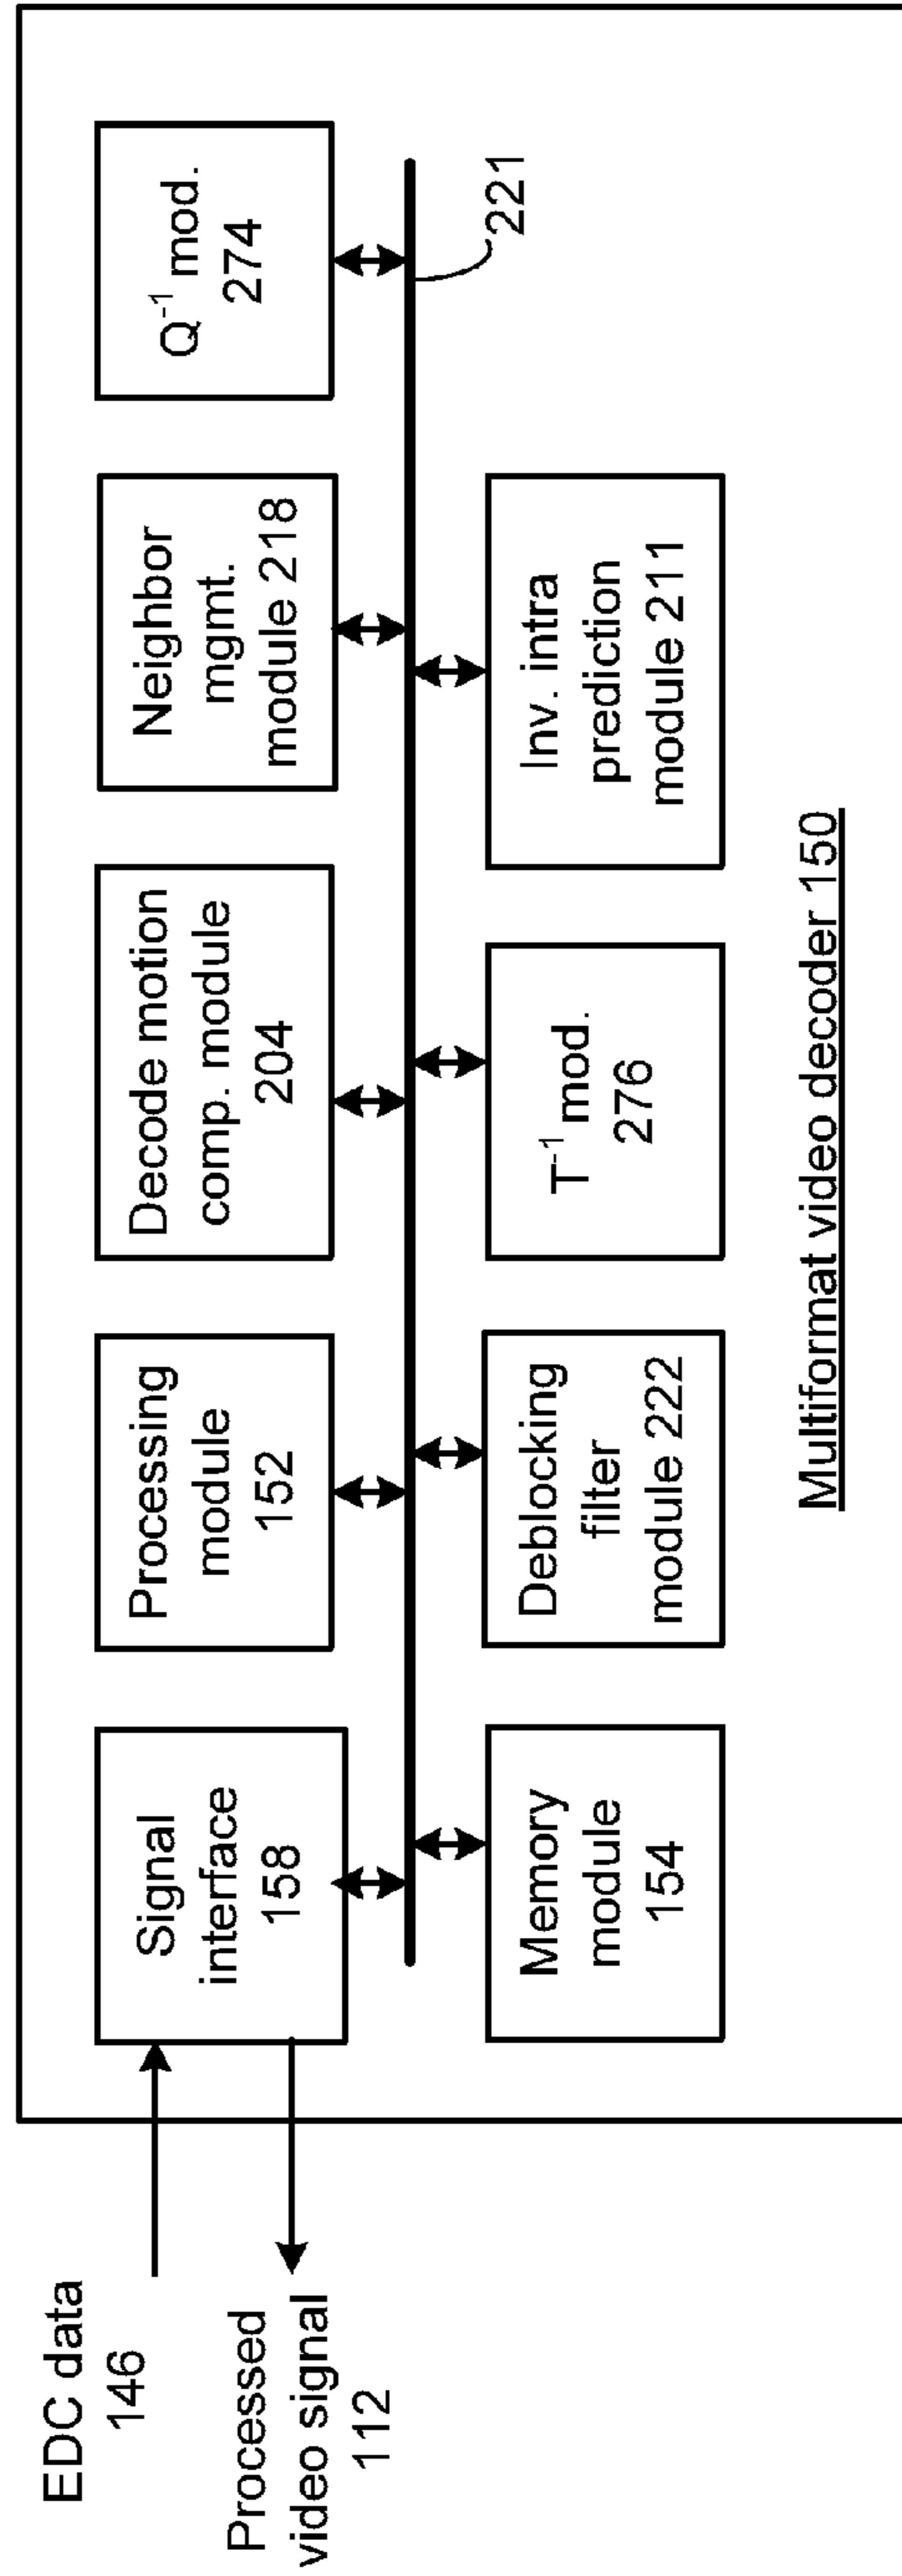 EDC data
146
Processed
video signal
112
Signal
interface
158
Processing
module
152
Decode motion
comp. module
204
Neighbor
mgmt.
module 218
Q⁻¹ mod.
274
221
Memory
module
154
Deblocking
filter
module 222
T⁻¹ mod.
276
Inv. intra
prediction
module 211
Multiformat video decoder 150